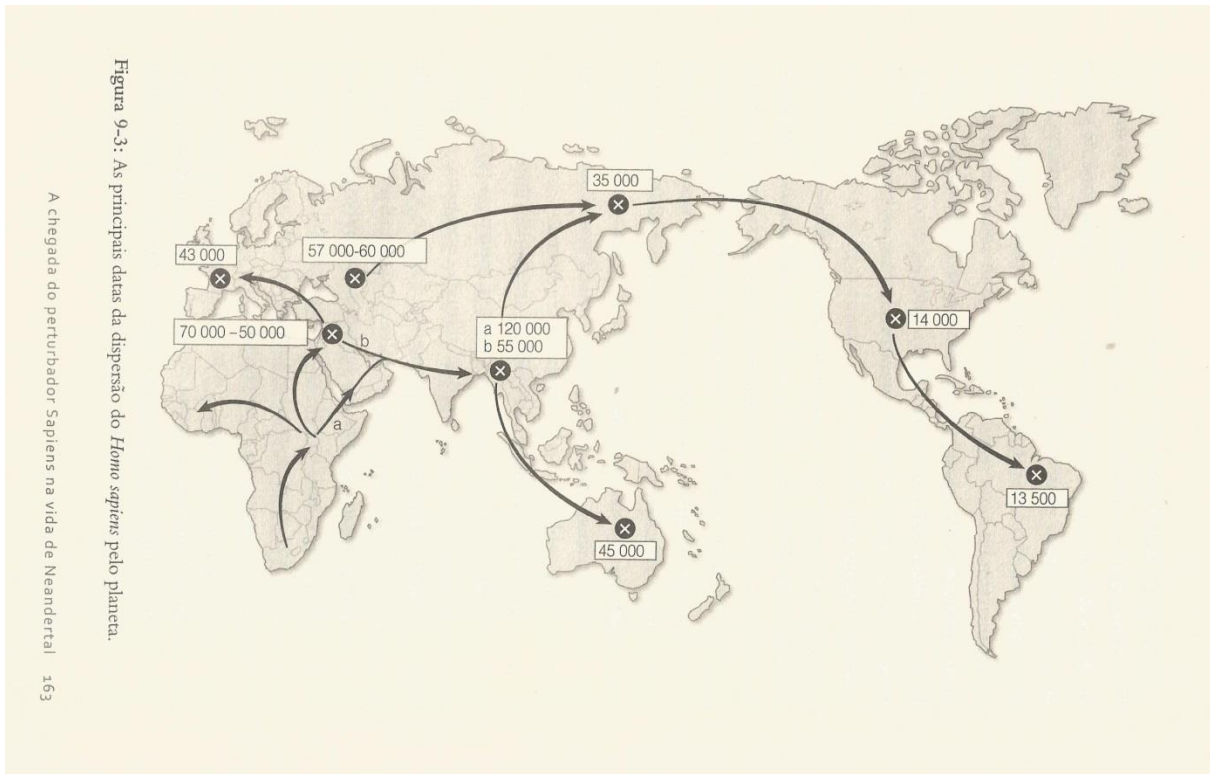 Figura 9-3: As principais datas da dispersão do Homo sapiens pelo planeta.
35 000
43 000
57 000-60 000
70 000 –50 000
b
a 120 000
b 55 000
14 000
a
13 500
45 000
A chegada do perturbador Sapiens na vida de Neandertal 163